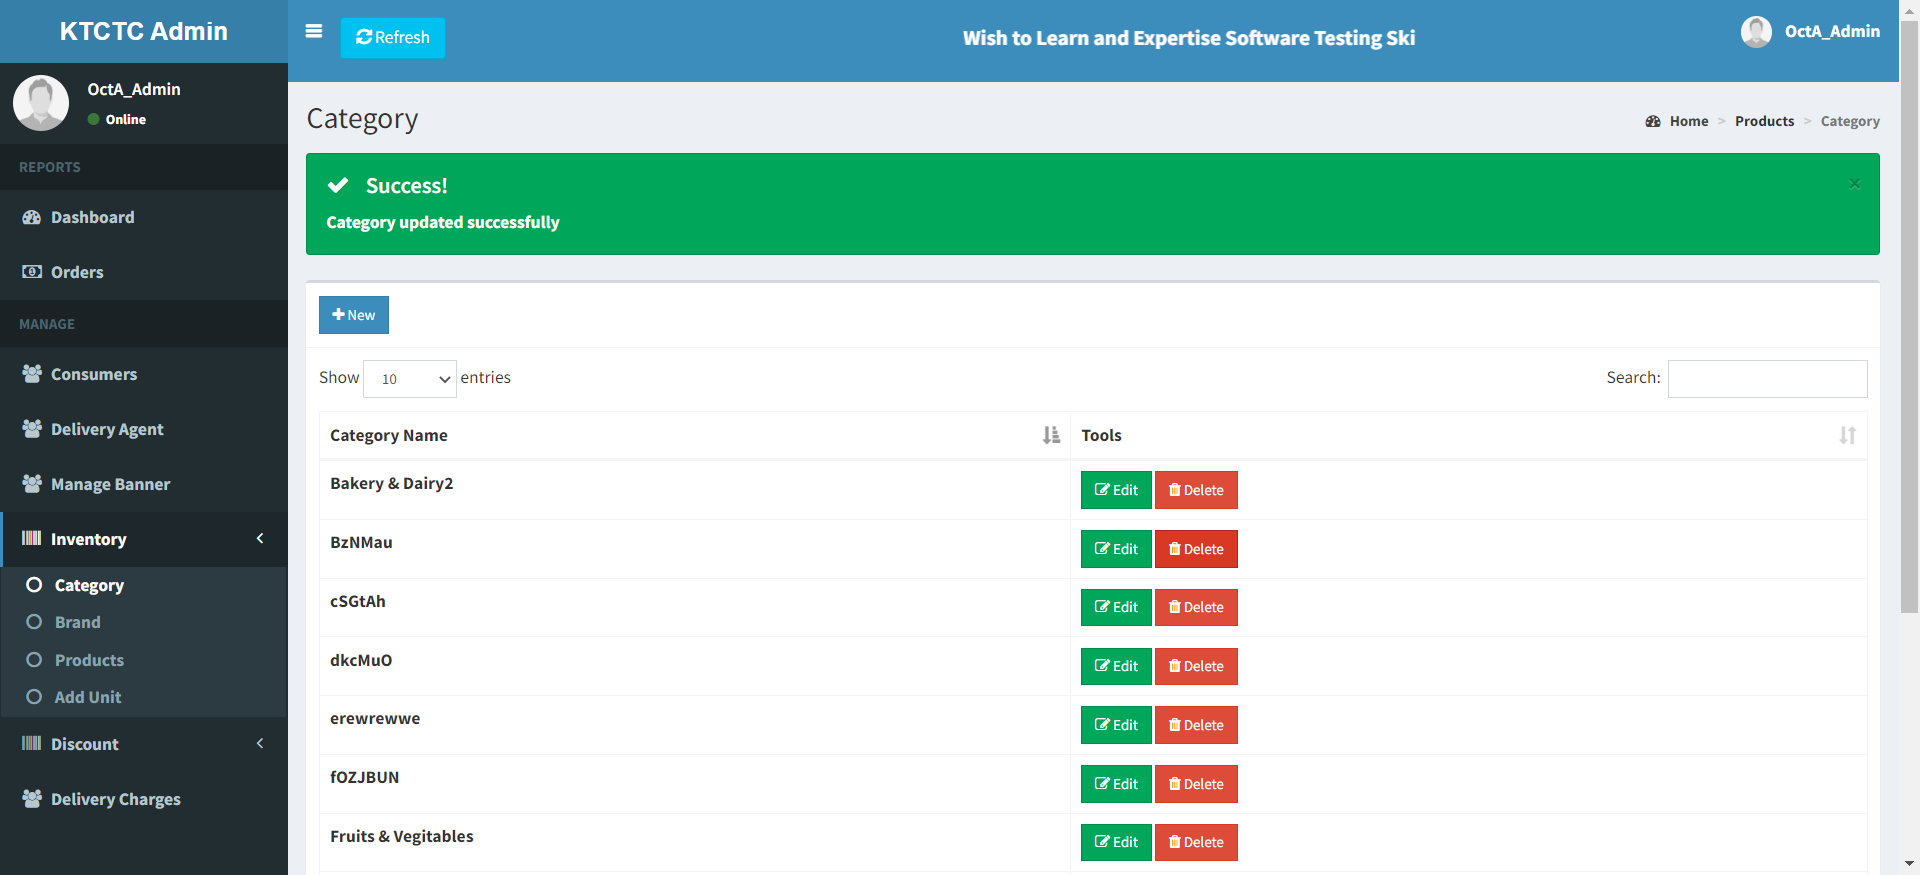 KTCTC Admin
Refresh
Wish to Learn and Expertise Software Testing Ski
OctA_Admin
OctA_Admin
Online
REPORTS
Dashboard
Orders
MANAGE
Consumers
Delivery Agent
Manage Banner
Inventory
Category
Brand
Products
Add Unit
Discount
Delivery Charges
Category
Home > Products > Category
Success!
×
Category updated successfully
New
Show 10 entries
Search:
Category Name Tools
Bakery & Dairy2 Edit Delete
BzNMau Edit Delete
cSGtAh Edit Delete
dkcMuO Edit Delete
erewrewwe Edit Delete
fOZJBUN Edit Delete
Fruits & Vegitables Edit Delete